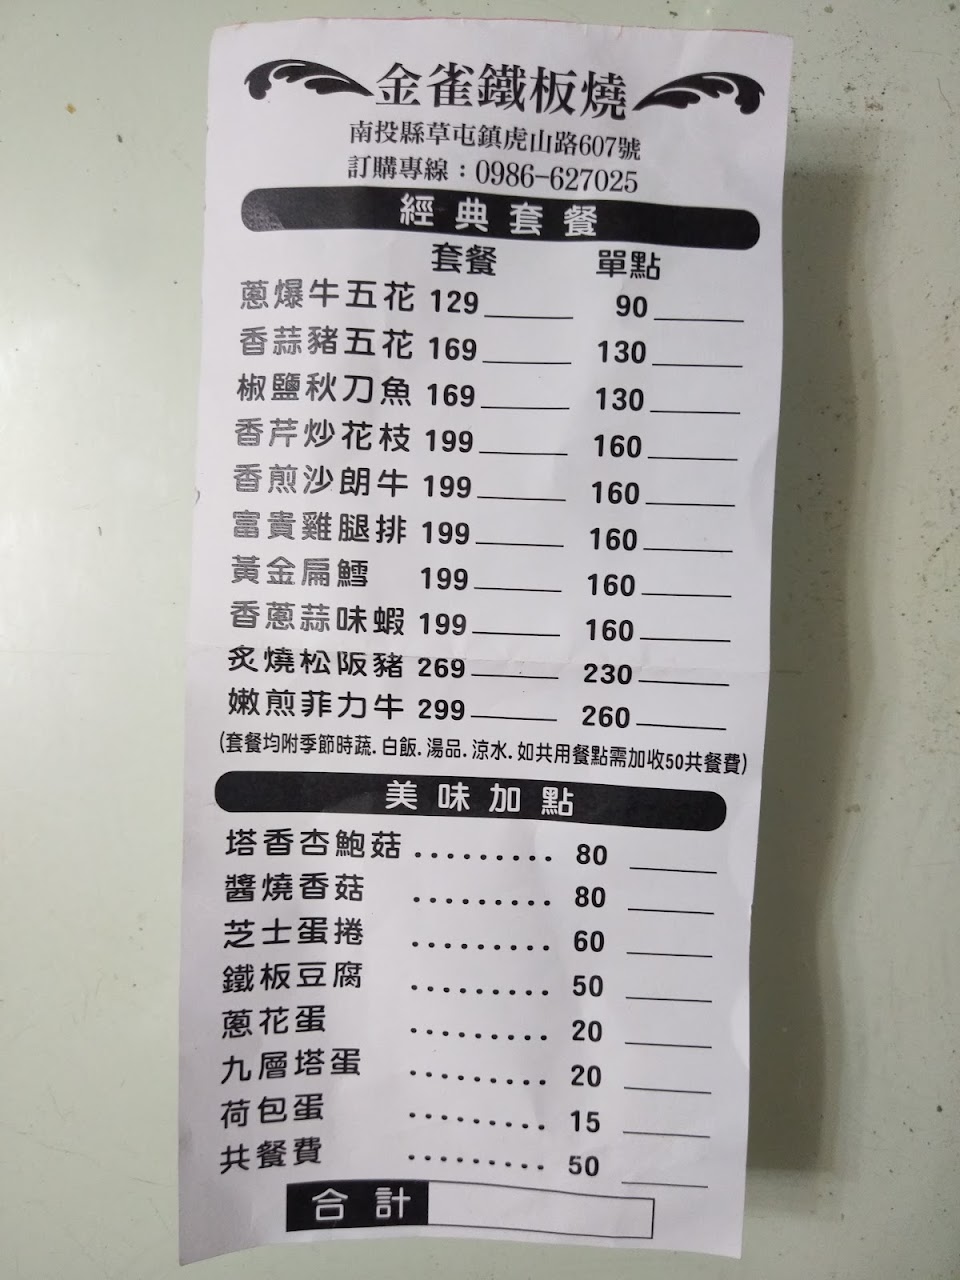 金雀鐵板燒
南投縣草屯鎮虎山路607號
訂購專線：0986-627025
經典套餐
套餐 單點
蔥爆牛五花 129 90
香蒜豬五花 169 130
椒鹽秋刀魚 169 130
香芹炒花枝 199 160
香煎沙朗牛 199 160
富貴雞腿排 199 160
黃金扁鱈 199 160
香蔥蒜味蝦 199 160
炙燒松阪豬 269 230
嫩煎菲力牛 299 260
(套餐均附季節時蔬.白飯.湯品.涼水.如共用餐點需加收50共餐費)
美味加點
塔香杏鮑菇 ......... 80
醬燒香菇 ......... 80
芝士蛋捲 ......... 60
鐵板豆腐 ......... 50
蔥花蛋 ......... 20
九層塔蛋 ......... 20
荷包蛋 ......... 15
共餐費 ......... 50
合計